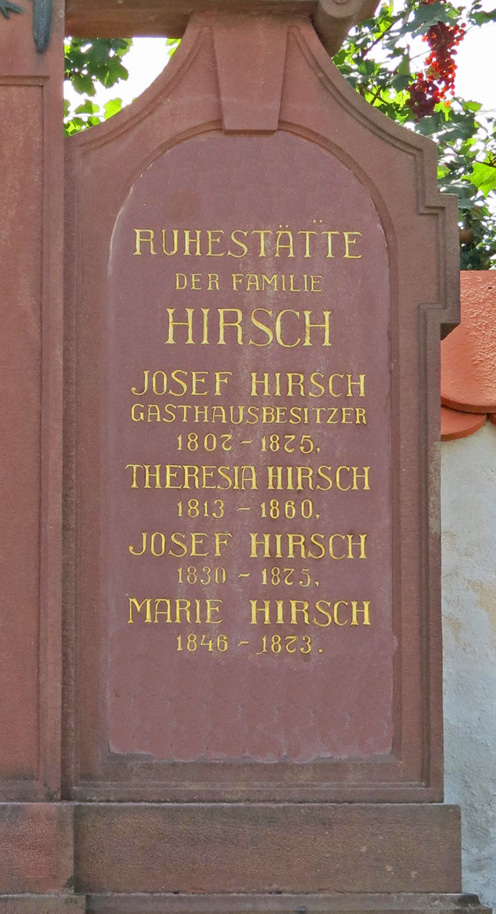 RUHESTÄTTE
DER FAMILIE
HIRSCH
JOSEF HIRSCH
GASTHAUSBESITZER
1807 - 1875,
THERESIA HIRSCH
1813 - 1860,
JOSEF HIRSCH
1830 - 1875,
MARIE HIRSCH
1846 - 1873.